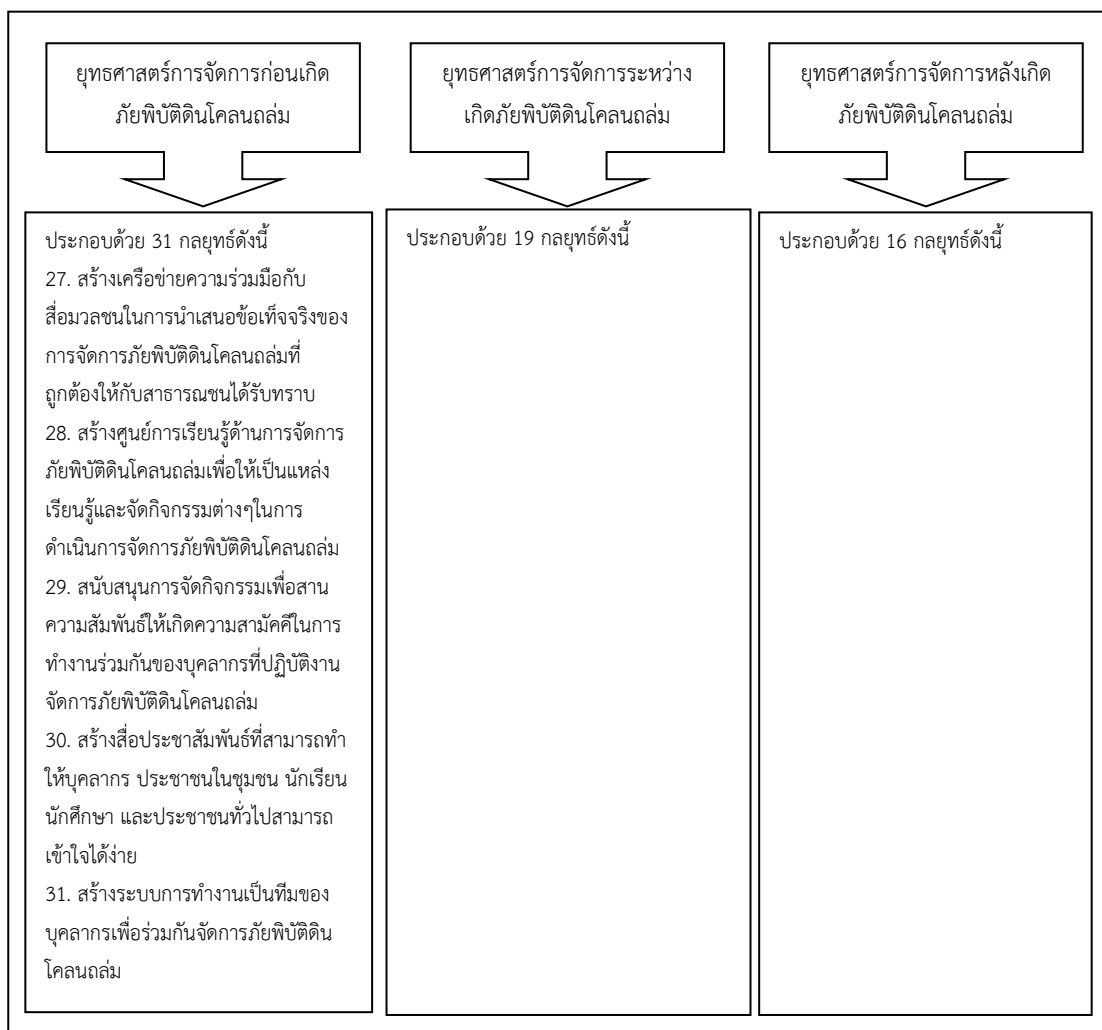 ยุทธศาสตร์การจัดการก่อนเกิด
ภัยพิบัติดินโคลนถล่ม
ยุทธศาสตร์การจัดการระหว่าง
เกิดภัยพิบัติดินโคลนถล่ม
ยุทธศาสตร์การจัดการหลังเกิด
ภัยพิบัติดินโคลนถล่ม
ประกอบด้วย 31 กลยุทธ์ดังนี้
27. สร้างเครือข่ายความร่วมมือกับ
สื่อมวลชนในการนำเสนอข้อเท็จจริงของ
การจัดการภัยพิบัติดินโคลนถล่มที่
ถูกต้องให้กับสาธารณชนได้รับทราบ
28. สร้างศูนย์การเรียนรู้ด้านการจัดการ
ภัยพิบัติดินโคลนถล่มเพื่อให้เป็นแหล่ง
เรียนรู้และจัดกิจกรรมต่างๆในการ
ดำเนินการจัดการภัยพิบัติดินโคลนถล่ม
29. สนับสนุนการจัดกิจกรรมเพื่อสาน
ความสัมพันธ์ให้เกิดความสามัคคีในการ
ทำงานร่วมกันของบุคลากรที่ปฏิบัติงาน
จัดการภัยพิบัติดินโคลนถล่ม
30. สร้างสื่อประชาสัมพันธ์ที่สามารถทำ
ให้บุคลากร ประชาชนในชุมชน นักเรียน
นักศึกษา และประชาชนทั่วไปสามารถ
เข้าใจได้ง่าย
31. สร้างระบบการทำงานเป็นทีมของ
บุคลากรเพื่อร่วมกันจัดการภัยพิบัติดิน
โคลนถล่ม
ประกอบด้วย 19 กลยุทธ์ดังนี้
ประกอบด้วย 16 กลยุทธ์ดังนี้